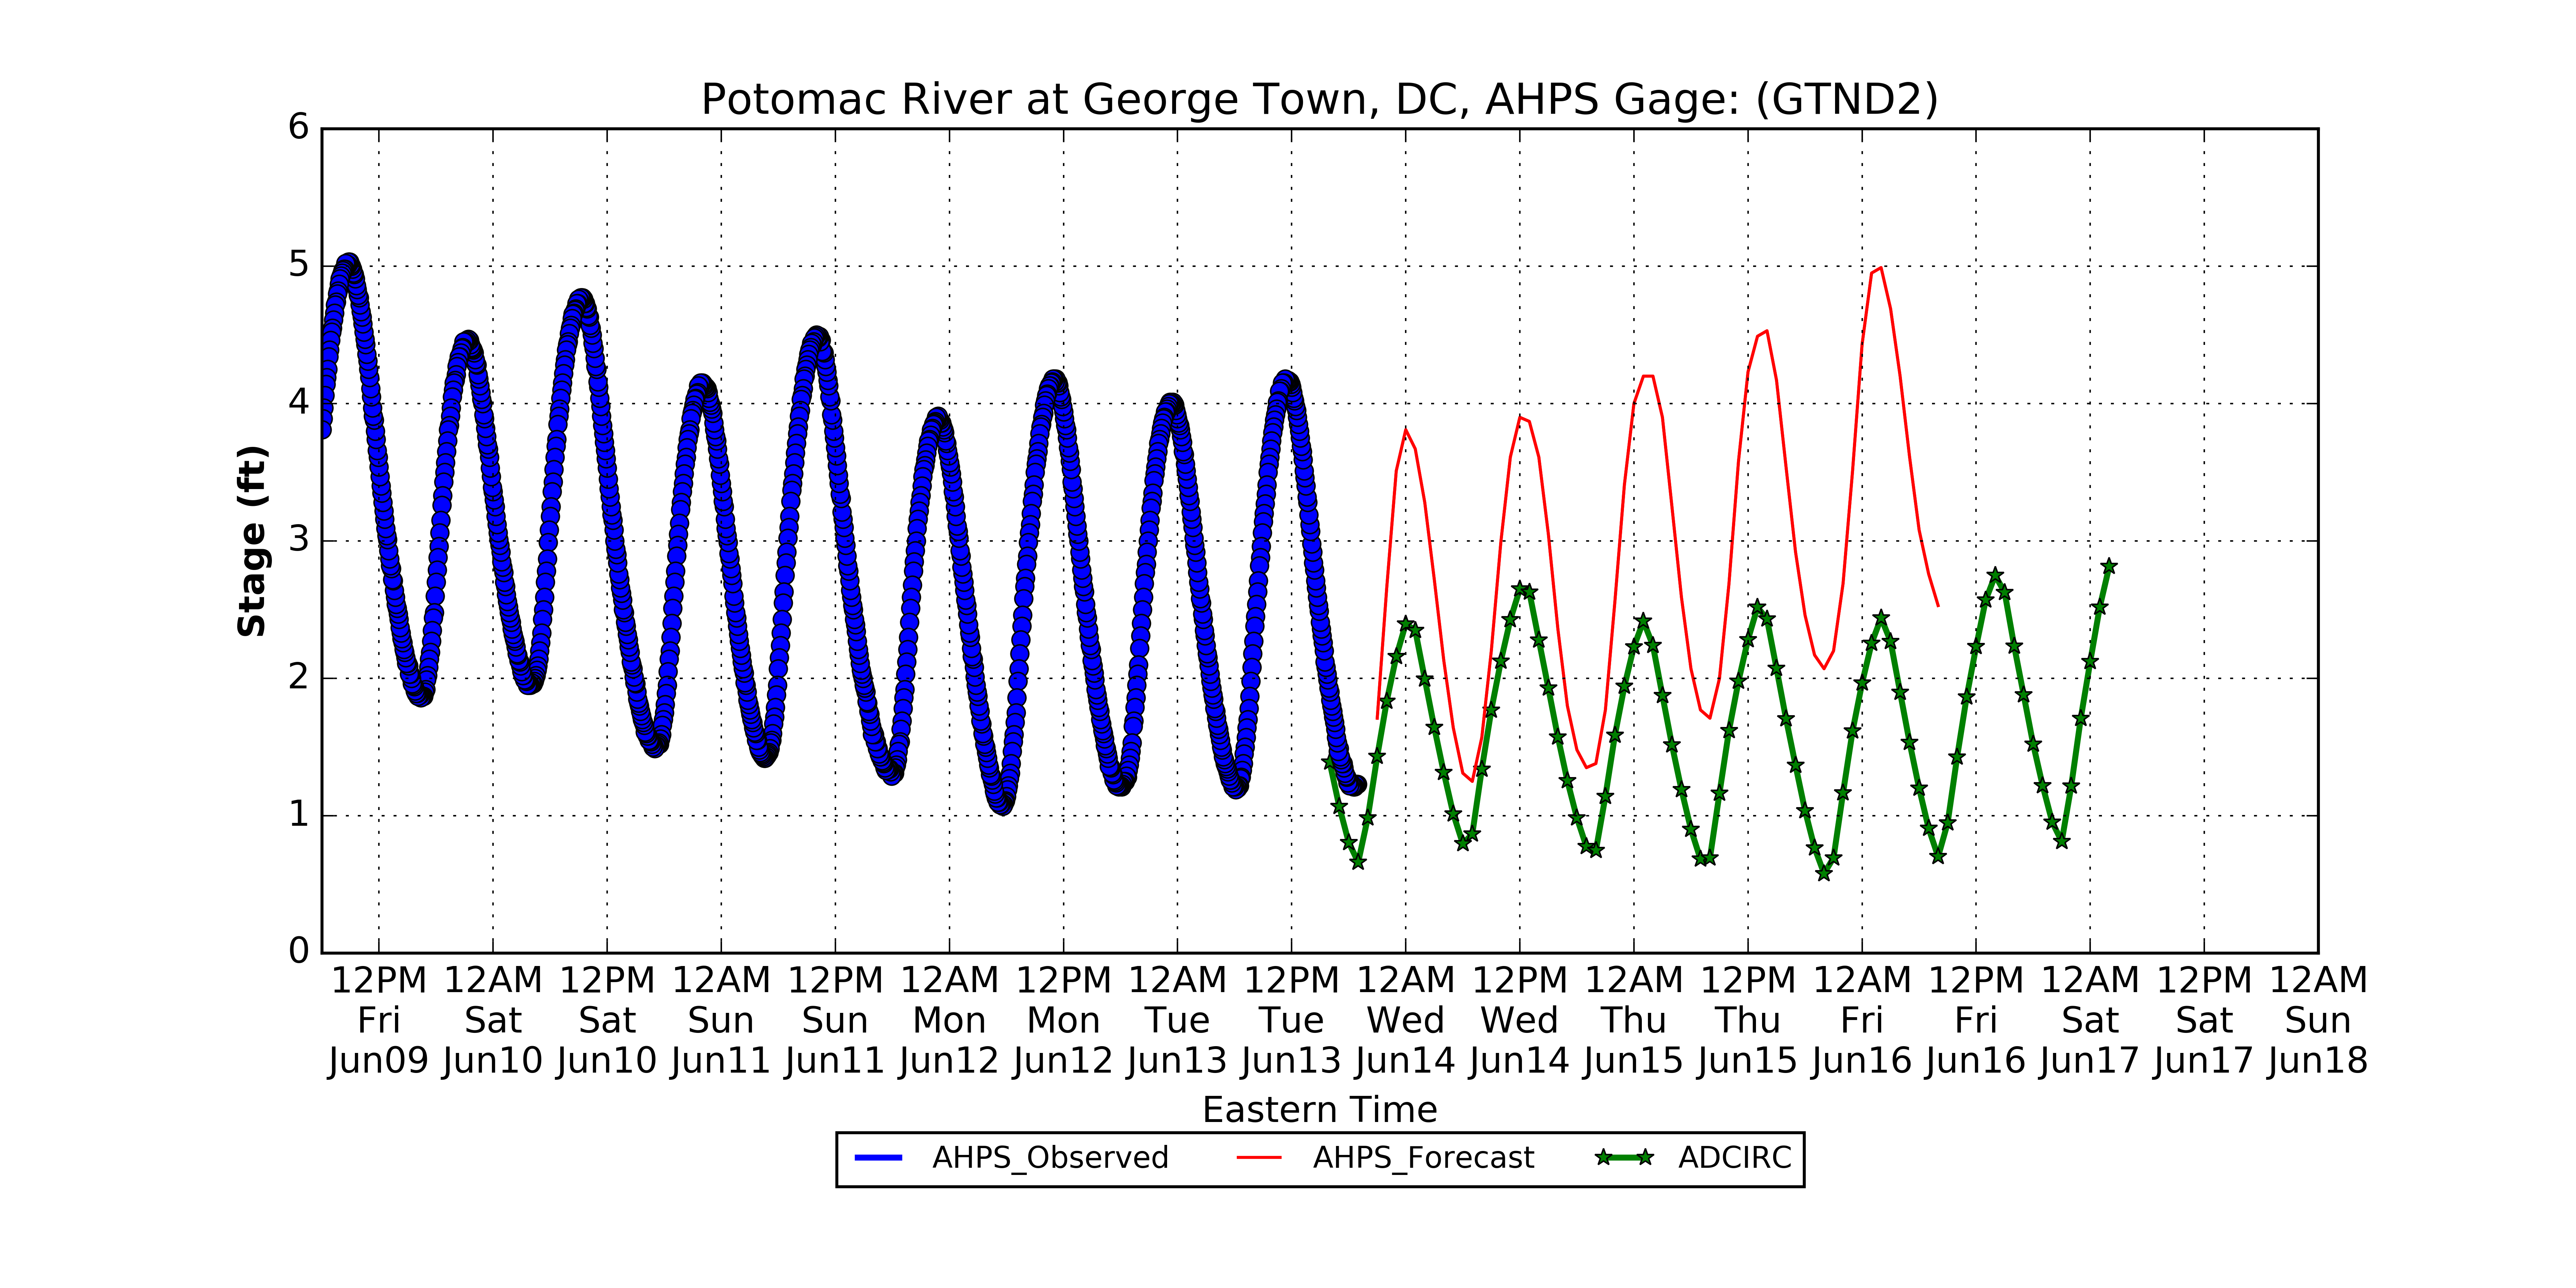 Potomac River at George Town, DC, AHPS Gage: (GTND2)
6
5
4
3
2
1
0
Stage (ft)
12PM 12AM 12PM 12AM 12PM 12AM 12PM 12AM 12PM 12AM 12PM 12AM 12PM 12AM 12PM 12AM 12PM 12AM
Fri Sat Sat Sun Sun Mon Mon Tue Tue Wed Wed Thu Thu Fri Fri Sat Sat Sun
Jun09 Jun10 Jun10 Jun11 Jun11 Jun12 Jun12 Jun13 Jun13 Jun14 Jun14 Jun15 Jun15 Jun16 Jun16 Jun17 Jun17 Jun18
Eastern Time
AHPS_Observed AHPS_Forecast ADCIRC